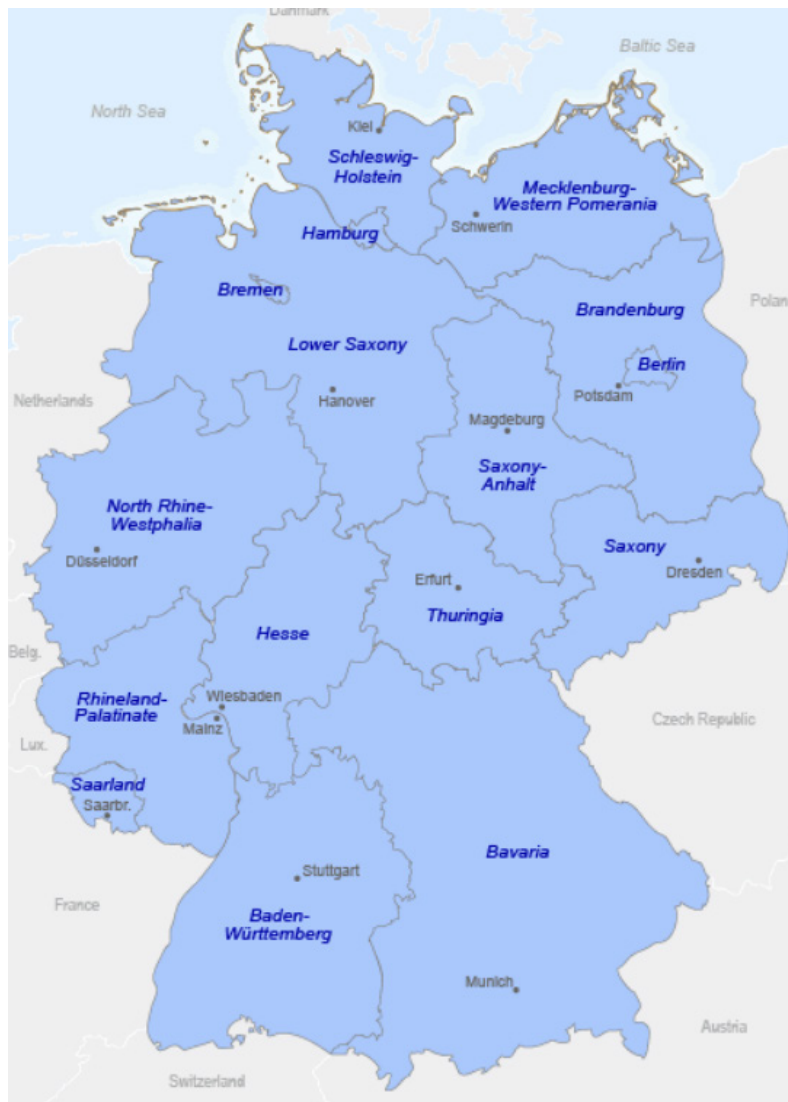 Denmark
Baltic Sea
North Sea
Kiel
Schleswig-
Holstein
Mecklenburg-
Western Pomerania
Schwerin
Hamburg
Bremen
Brandenburg
Polan
Lower Saxony
Berlin
Netherlands
Hanover
Potsdam
Magdeburg
Saxony-
Anhalt
North Rhine-
Westphalia
Saxony
Düsseldorf
Dresden
Erfurt
Thuringia
Hesse
Belg.
Rhineland-
Palatinate
Wiesbaden
Mainz
Czech Republic
Lux.
Saarland
Saarbr.
Bavaria
Stuttgart
France
Baden-
Württemberg
Munich
Austria
Switzerland